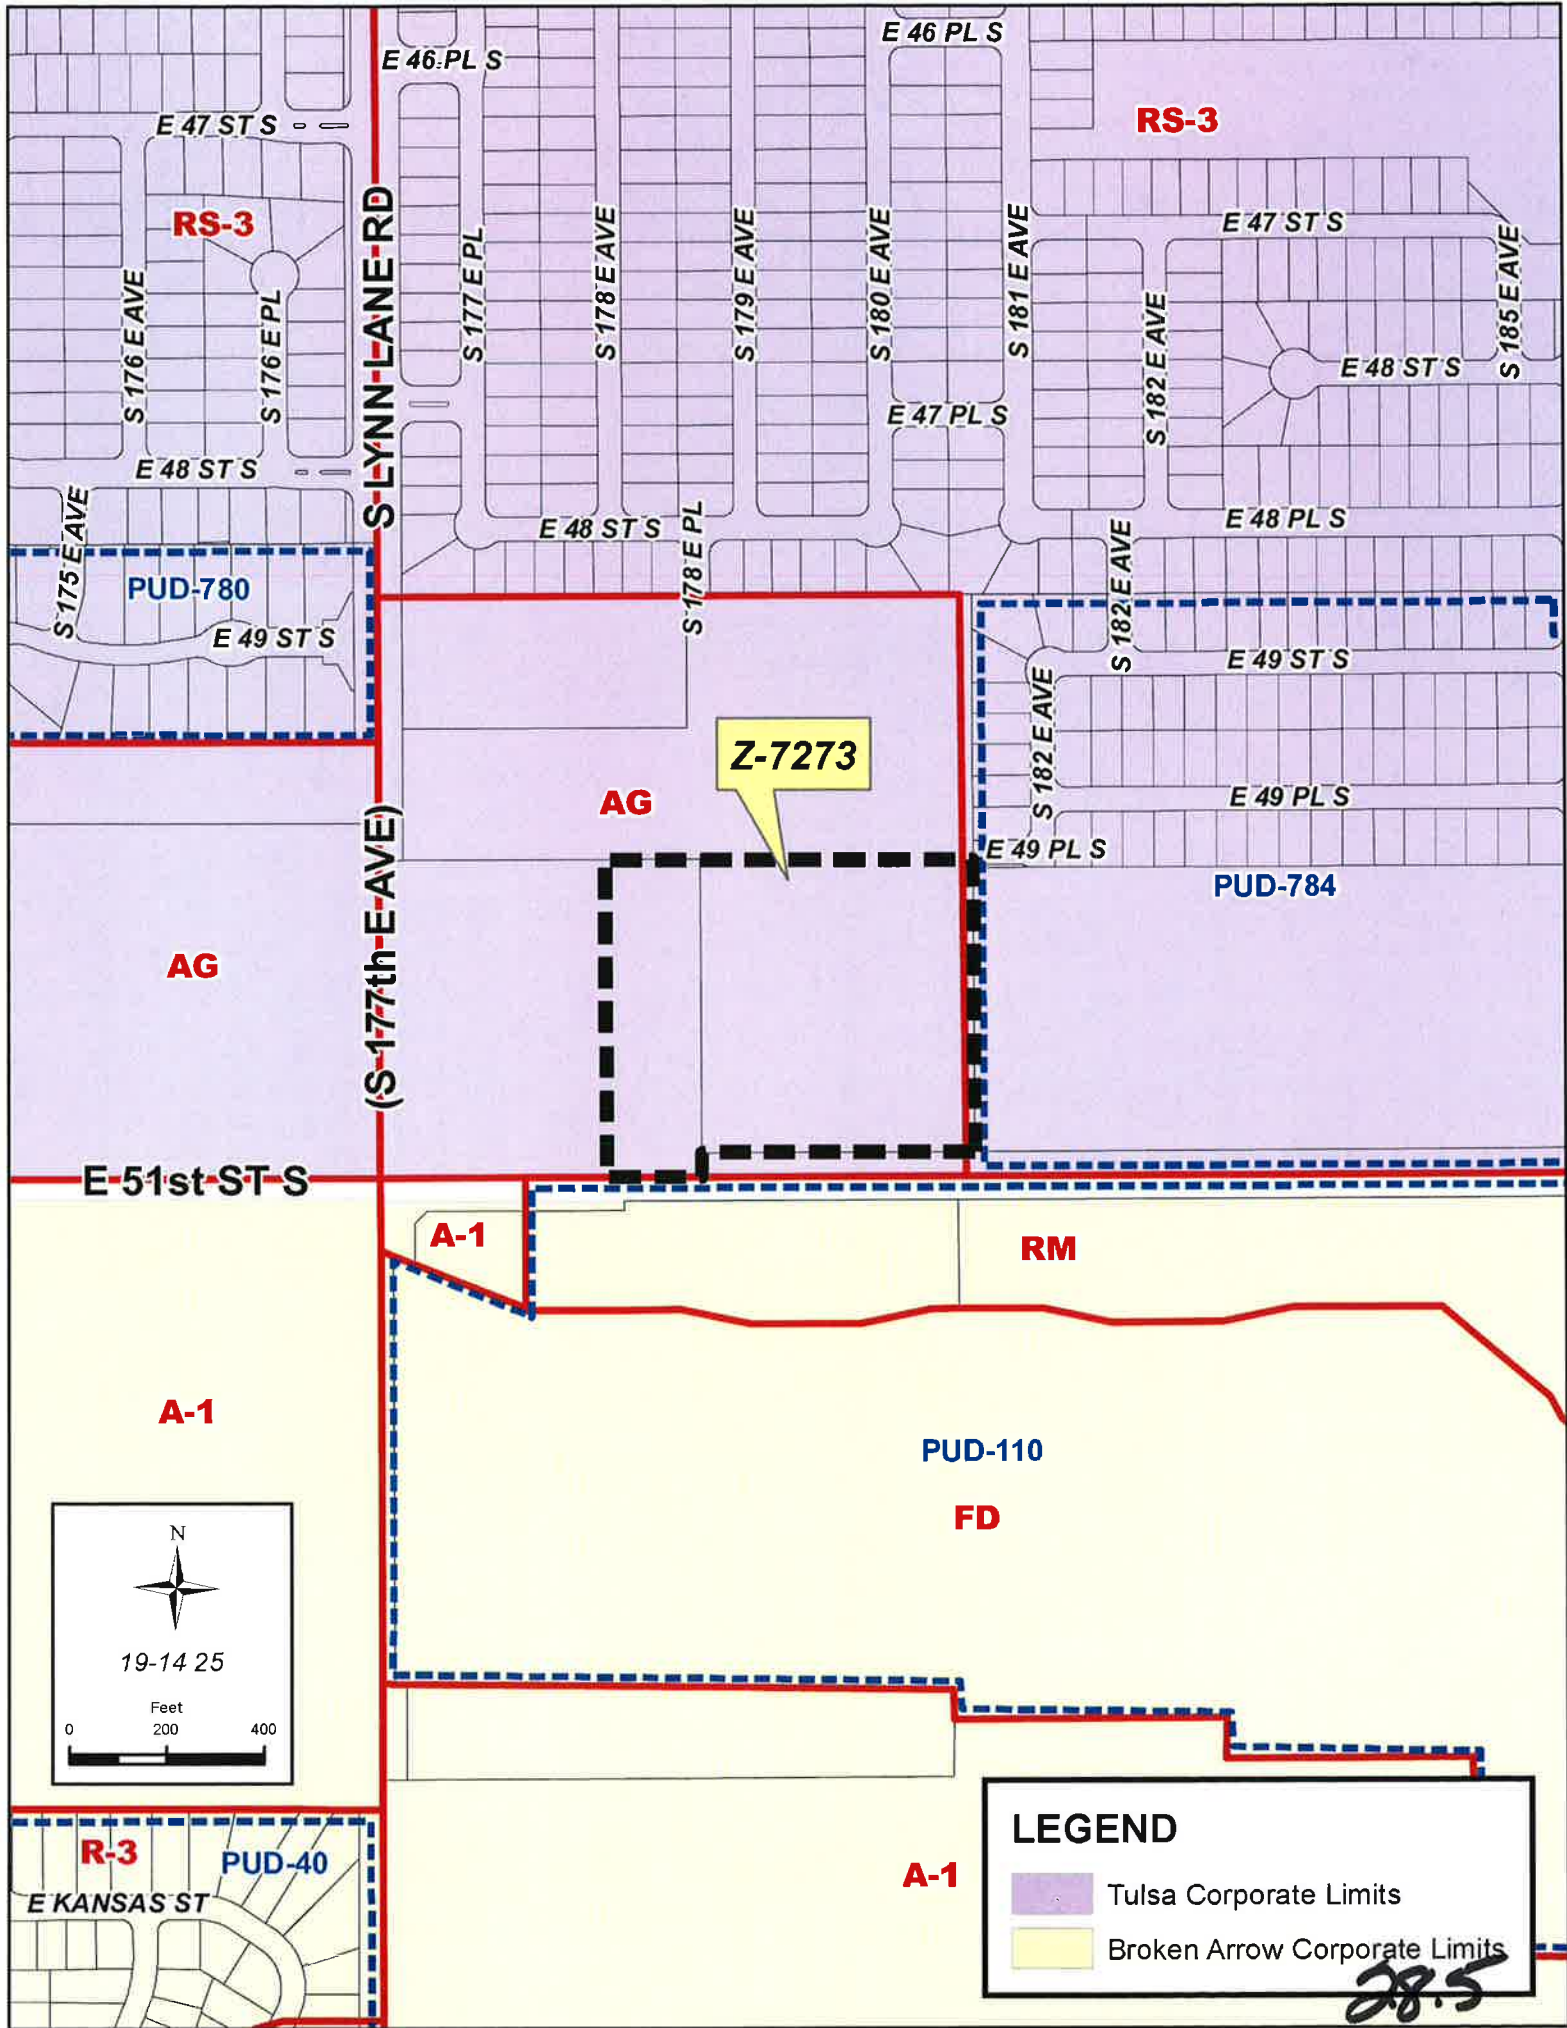 E 46 PL S
E 46 PL S
E 47 ST S
RS-3
RS-3
E 47 ST S
S 176 E AVE
S 176 E PL
S LYNN LANE RD
S 177 E PL
S 178 E AVE
S 179 E AVE
S 180 E AVE
S 181 E AVE
S 182 E AVE
S 185 E AVE
E 48 ST S
E 47 PL S
E 48 ST S
S 175 E AVE
E 48 ST S
S 178 E PL
E 48 PL S
S 182 E AVE
PUD-780
E 49 ST S
E 49 ST S
S 182 E AVE
Z-7273
AG
E 49 PL S
E 49 PL S
PUD-784
AG
(S 177th E AVE)
E 51st ST S
A-1
RM
A-1
PUD-110
FD
N
19-14 25
Feet
0 200 400
R-3
PUD-40
E KANSAS ST
A-1
LEGEND
Tulsa Corporate Limits
Broken Arrow Corporate Limits
28.5